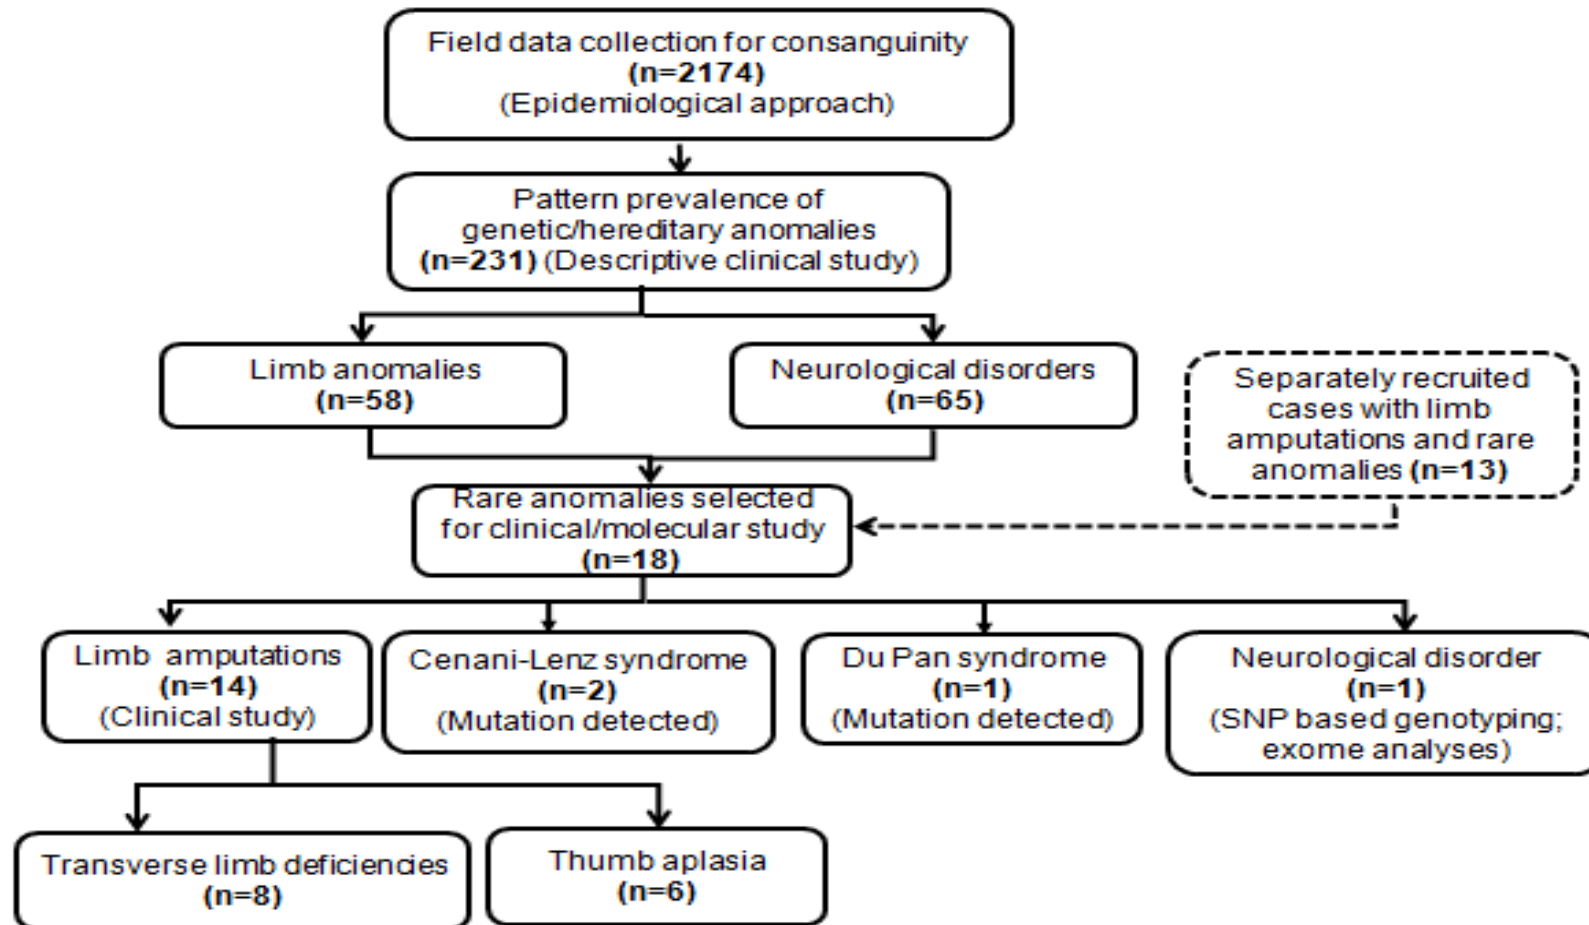 Field data collection for consanguinity
(n=2174)
(Epidemiological approach)
Pattern prevalence of
genetic/hereditary anomalies
(n=231) (Descriptive clinical study)
Limb anomalies
(n=58)
Neurological disorders
(n=65)
Separately recruited
cases with limb
amputations and rare
anomalies (n=13)
Rare anomalies selected
for clinical/molecular study
(n=18)
Limb amputations
(n=14)
(Clinical study)
Cenani-Lenz syndrome
(n=2)
(Mutation detected)
Du Pan syndrome
(n=1)
(Mutation detected)
Neurological disorder
(n=1)
(SNP based genotyping;
exome analyses)
Transverse limb deficiencies
(n=8)
Thumb aplasia
(n=6)